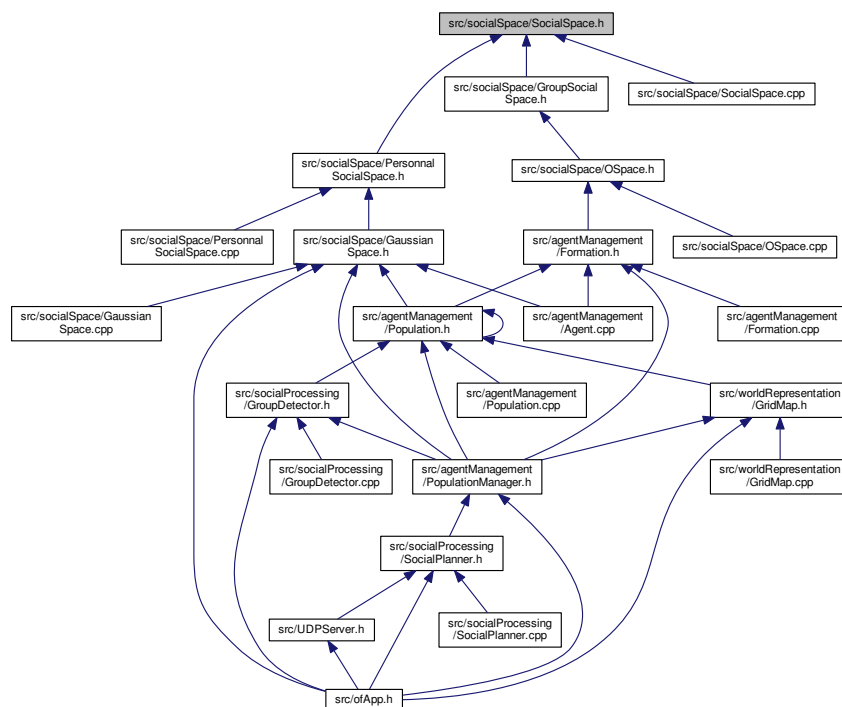 src/socialSpace/SocialSpace.h
src/socialSpace/GroupSocial
Space.h
src/socialSpace/SocialSpace.cpp
src/socialSpace/Personnal
SocialSpace.h
src/socialSpace/OSpace.h
src/socialSpace/Personnal
SocialSpace.cpp
src/socialSpace/Gaussian
Space.h
src/agentManagement
/Formation.h
src/socialSpace/OSpace.cpp
src/socialSpace/Gaussian
Space.cpp
src/agentManagement
/Population.h
src/agentManagement
/Agent.cpp
src/agentManagement
/Formation.cpp
src/socialProcessing
/GroupDetector.h
src/agentManagement
/Population.cpp
src/worldRepresentation
/GridMap.h
src/socialProcessing
/GroupDetector.cpp
src/agentManagement
/PopulationManager.h
src/worldRepresentation
/GridMap.cpp
src/socialProcessing
/SocialPlanner.h
src/UDPServer.h
src/socialProcessing
/SocialPlanner.cpp
src/ofApp.h